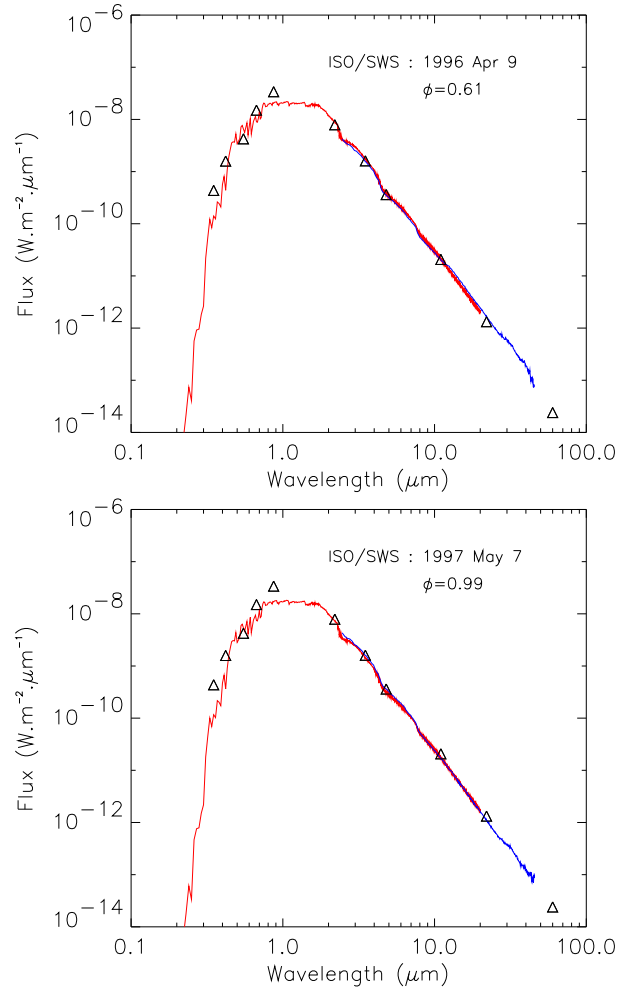 10⁻⁶
ISO/SWS : 1996 Apr 9
ϕ=0.61
10⁻⁸
10⁻¹⁰
10⁻¹²
10⁻¹⁴
Flux (W.m⁻².μm⁻¹)
0.1 1.0 10.0 100.0
Wavelength (μm)
10⁻⁶
ISO/SWS : 1997 May 7
ϕ=0.99
10⁻⁸
10⁻¹⁰
10⁻¹²
10⁻¹⁴
Flux (W.m⁻².μm⁻¹)
0.1 1.0 10.0 100.0
Wavelength (μm)